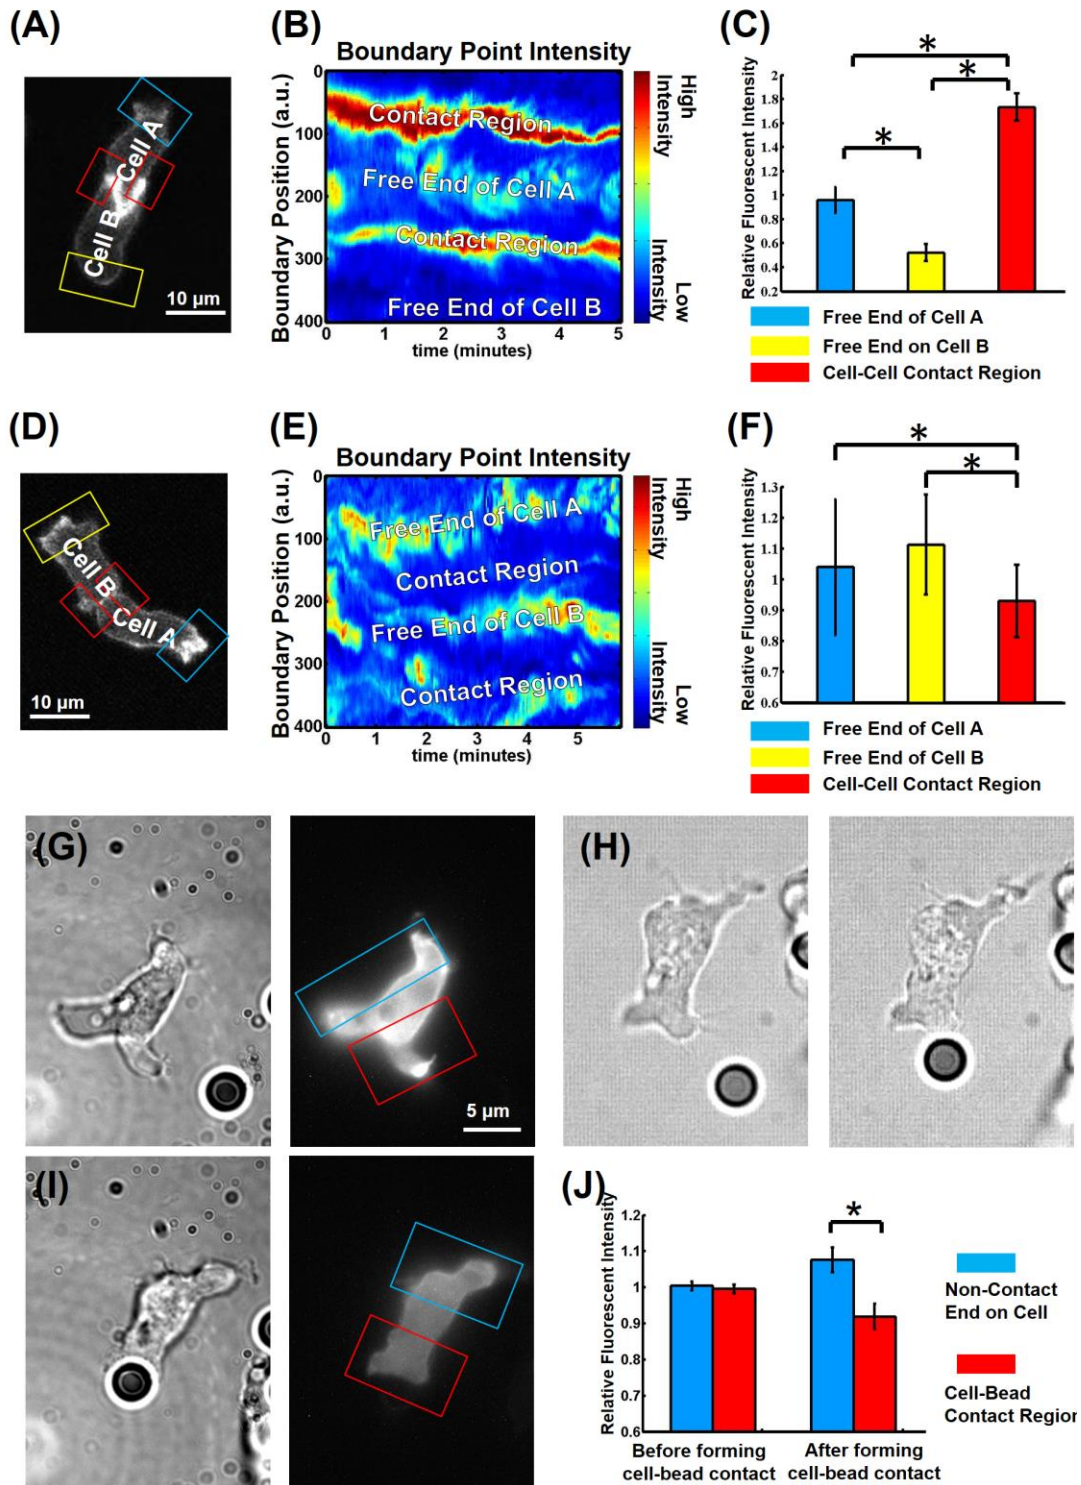 (A)
Cell A
Cell B
10 µm
(B)
Boundary Point Intensity
Boundary Position (a.u.)
0
100
200
300
400
Contact Region
Free End of Cell A
Contact Region
Free End of Cell B
0 1 2 3 4 5
time (minutes)
High
Intensity
Low
Intensity
(C)
Relative Fluorescent Intensity
2
1.8
1.6
1.4
1.2
1
0.8
0.6
0.4
0.2
*
*
*
Free End of Cell A
Free End on Cell B
Cell-Cell Contact Region
(D)
Cell B
Cell A
10 µm
(E)
Boundary Point Intensity
Boundary Position (a.u.)
0
100
200
300
400
Free End of Cell A
Contact Region
Free End of Cell B
Contact Region
0 1 2 3 4 5
time (minutes)
High
Intensity
Low
Intensity
(F)
Relative Fluorescent Intensity
1.3
1.2
1.1
1
0.9
0.8
0.7
0.6
*
*
Free End of Cell A
Free End of Cell B
Cell-Cell Contact Region
(G)
5 µm
(H)
(I)
(J)
Relative Fluorescent Intensity
1.2
1.1
1
0.9
0.8
0.7
0.6
*
Before forming
cell-bead contact
After forming
cell-bead contact
Non-Contact
End on Cell
Cell-Bead
Contact Region